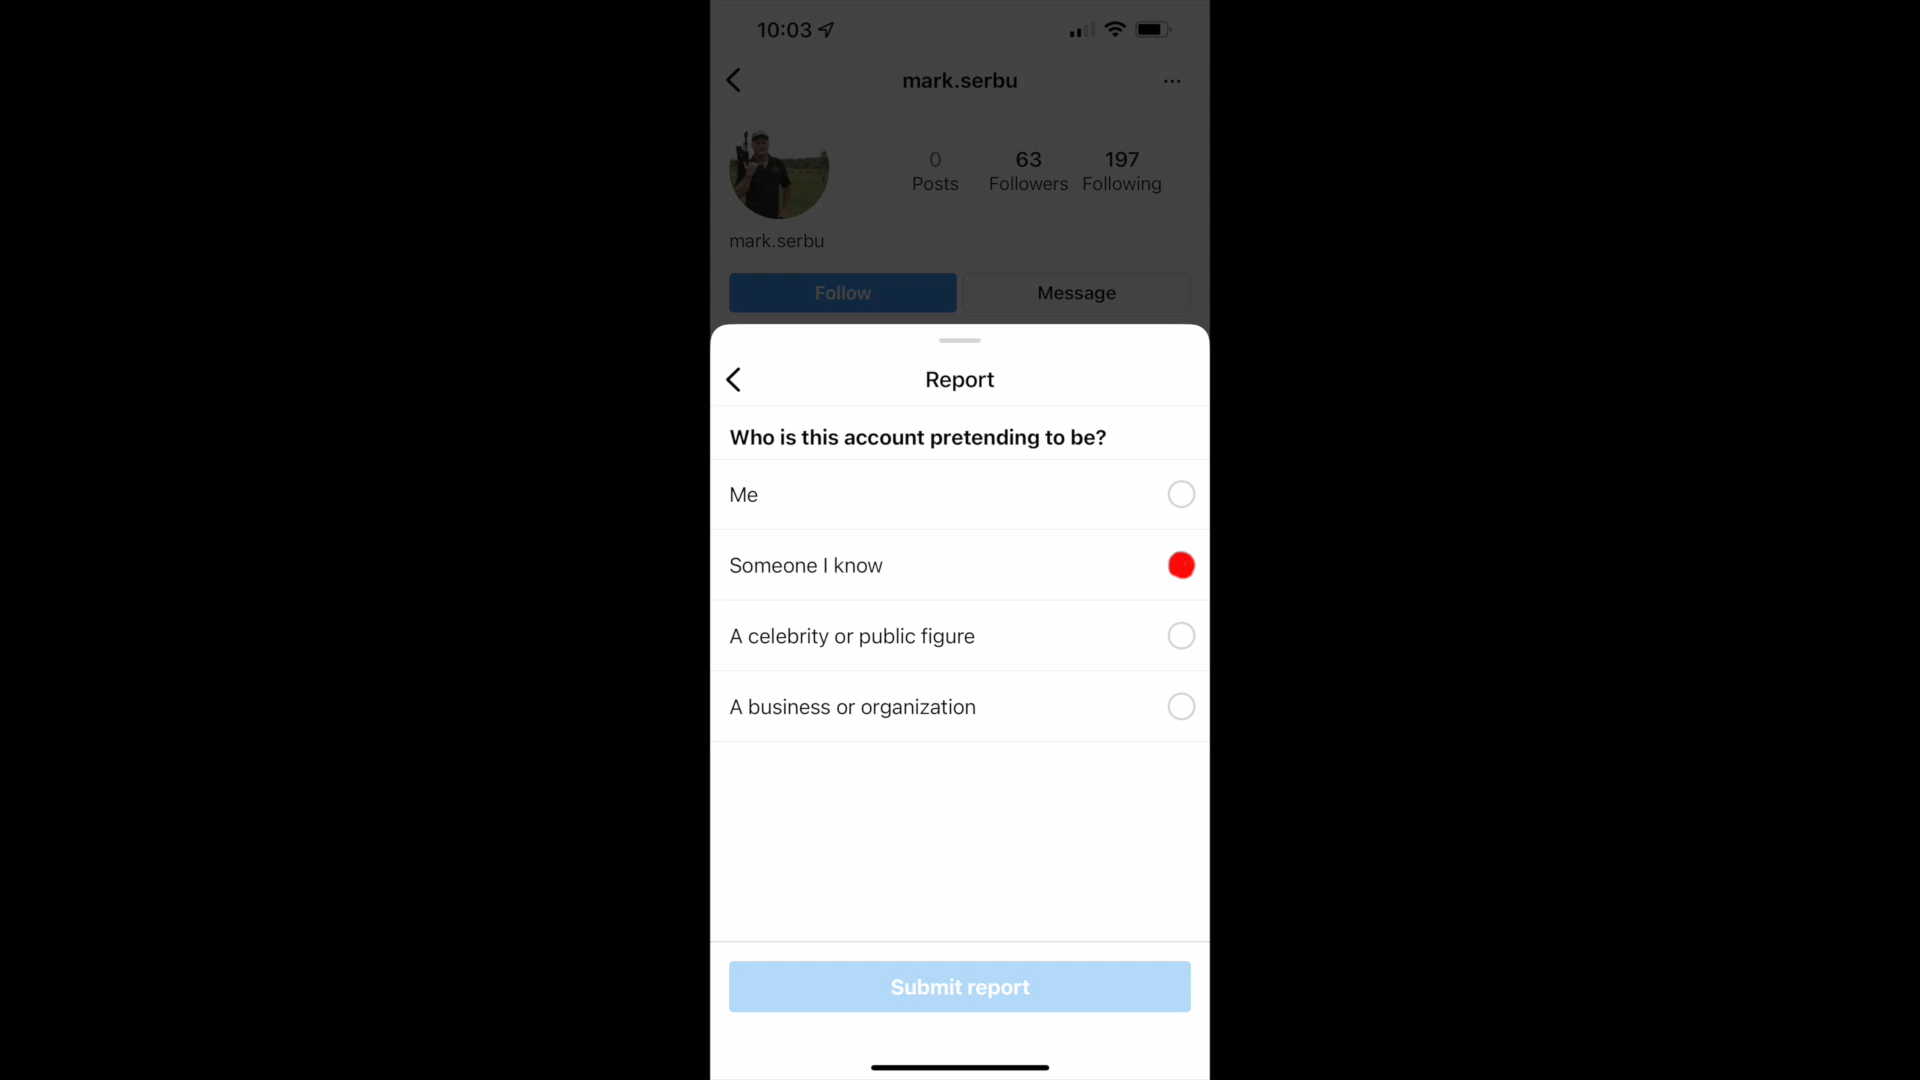 10:03
mark.serbu
...
0 63 197
Posts Followers Following
mark.serbu
Follow Message
Report
Who is this account pretending to be?
Me
Someone I know
A celebrity or public figure
A business or organization
Submit report